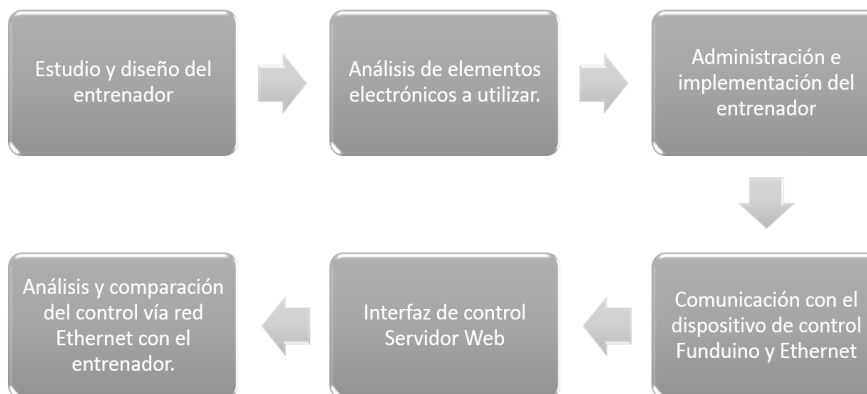 Estudio y diseño del
entrenador
Análisis de elementos
electrónicos a utilizar.
Administración e
implementación del
entrenador
Comunicación con el
dispositivo de control
Funduino y Ethernet
Interfaz de control
Servidor Web
Análisis y comparación
del control vía red
Ethernet con el
entrenador.